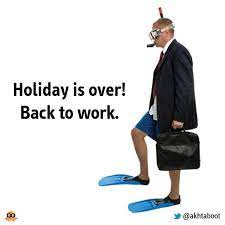 Holiday is over!
Back to work.
@akhtaboot